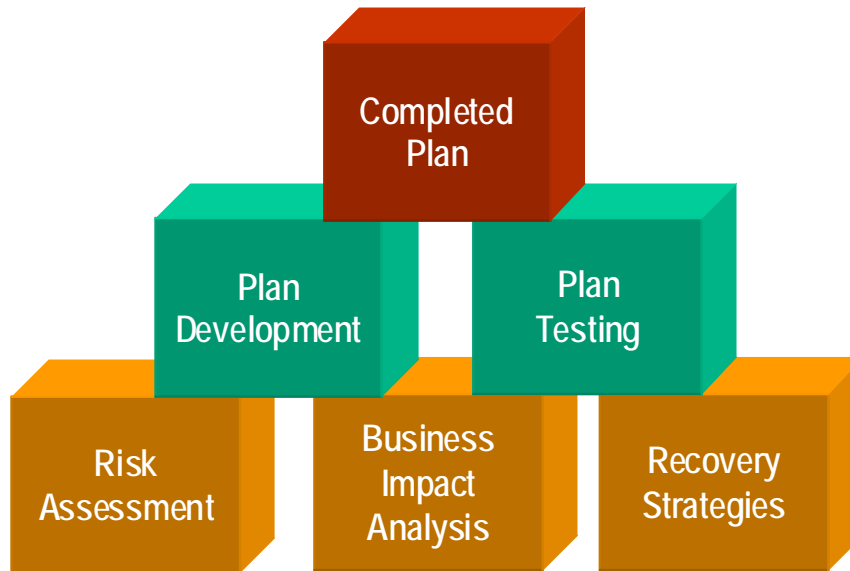 Completed
Plan
Plan
Development
Plan
Testing
Risk
Assessment
Business
Impact
Analysis
Recovery
Strategies